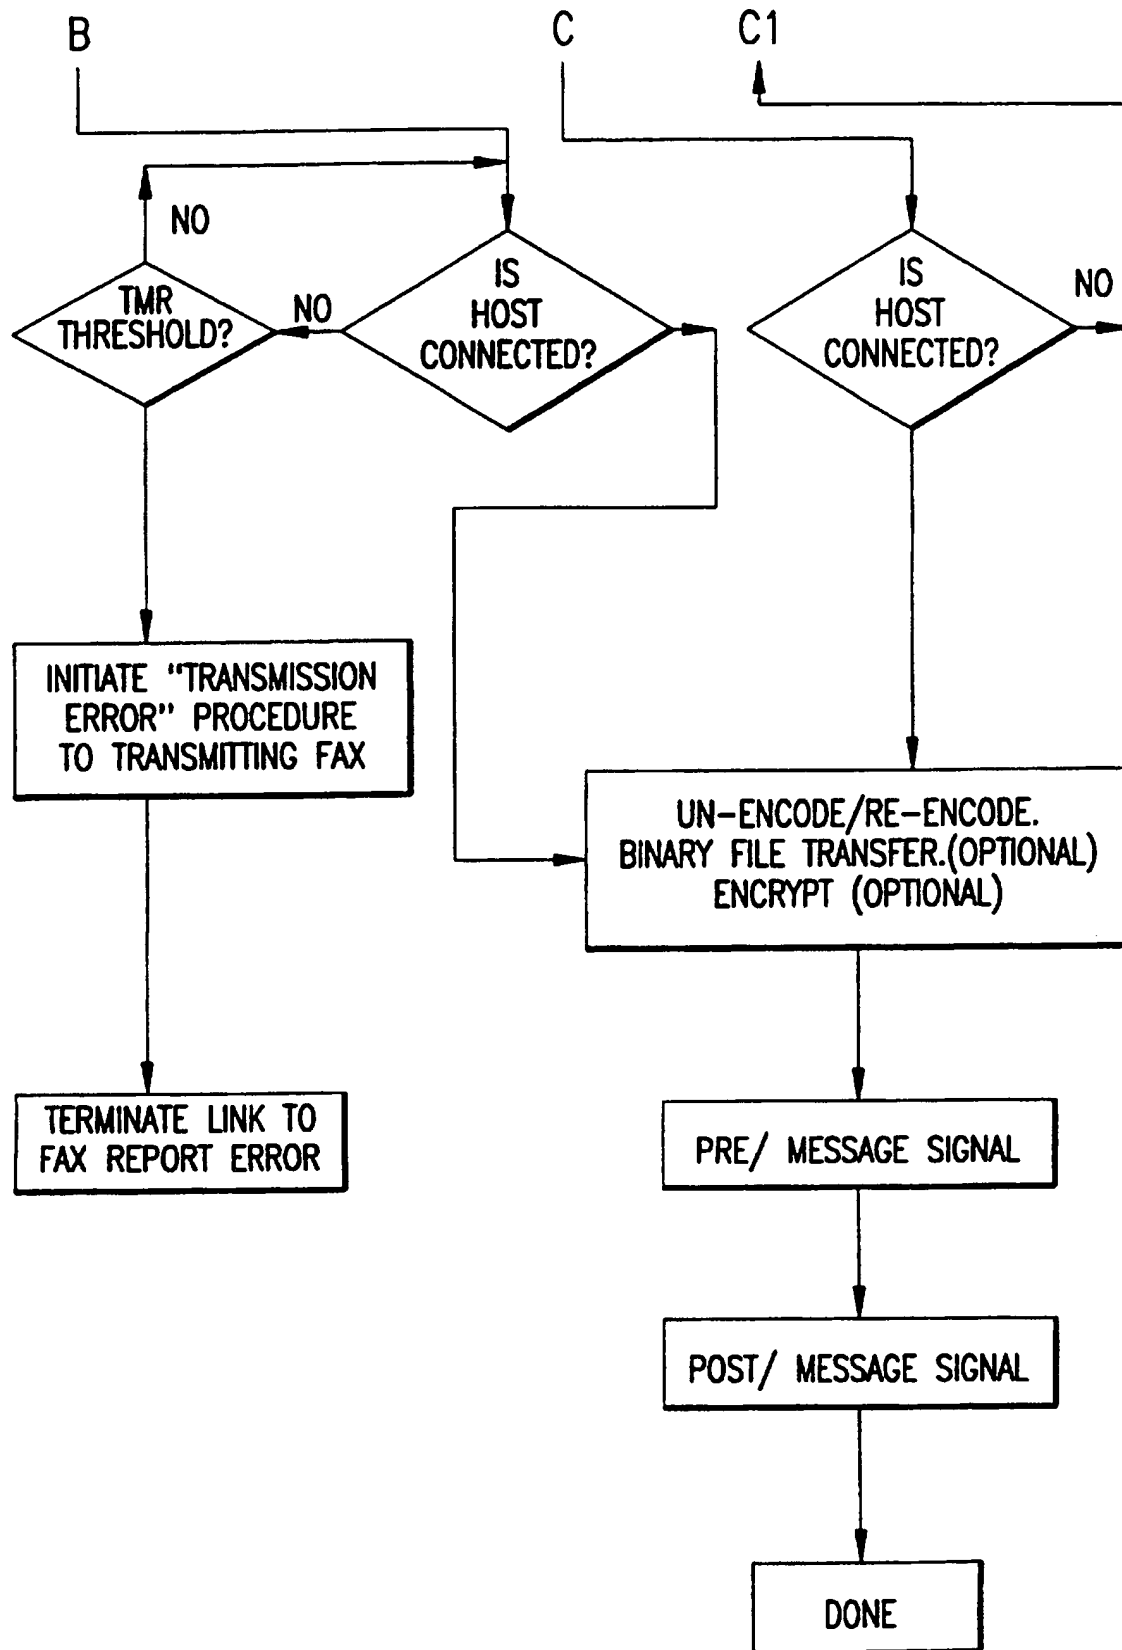 B
C
C1
NO
TMR
THRESHOLD?
NO
IS
HOST
CONNECTED?
IS
HOST
CONNECTED?
NO
INITIATE "TRANSMISSION
ERROR" PROCEDURE
TO TRANSMITTING FAX
UN-ENCODE/RE-ENCODE.
BINARY FILE TRANSFER.(OPTIONAL)
ENCRYPT (OPTIONAL)
TERMINATE LINK TO
FAX REPORT ERROR
PRE/ MESSAGE SIGNAL
POST/ MESSAGE SIGNAL
DONE